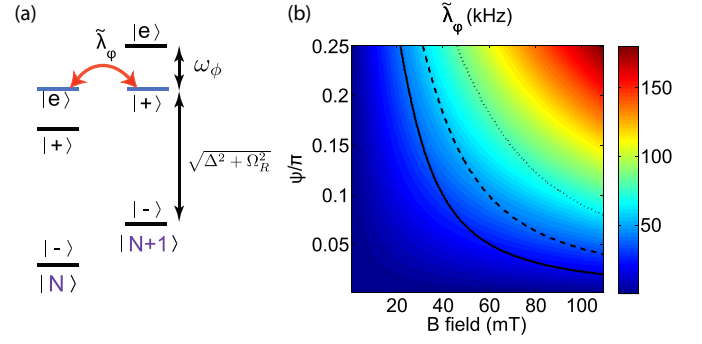 (a)
|e⟩
λ̃φ
ωϕ
|e⟩
|+⟩
|+⟩
√Δ² + Ω_R²
|-⟩
|N+1⟩
|-⟩
|N⟩
(b)
λ̃φ (kHz)
0.25
0.2
0.15
0.1
0.05
ψ/π
20 40 60 80 100
B field (mT)
150
100
50